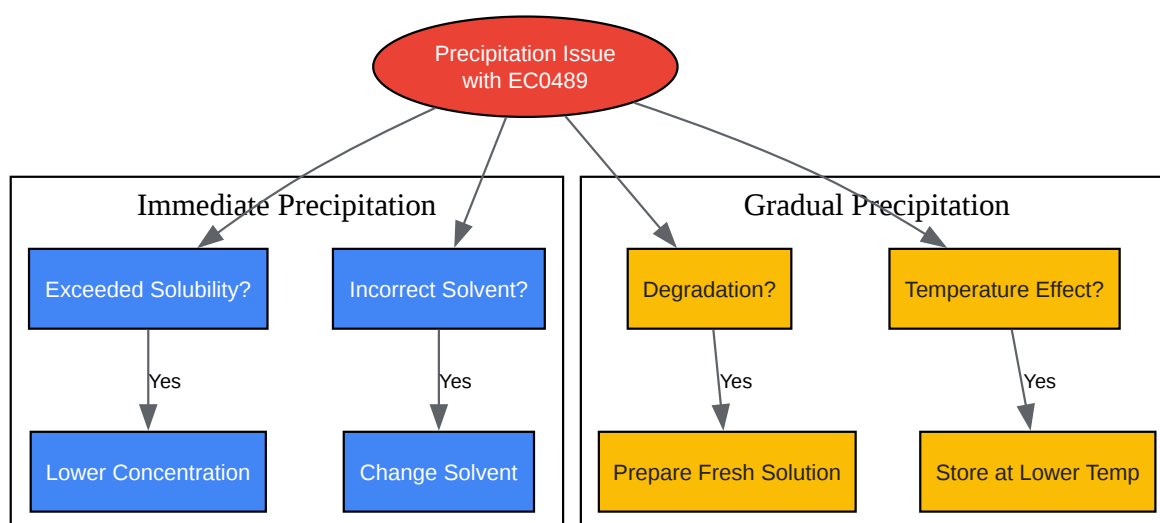 Precipitation Issue
with EC0489
Immediate Precipitation
Gradual Precipitation
Exceeded Solubility?
Incorrect Solvent?
Degradation?
Temperature Effect?
Yes
Yes
Yes
Yes
Lower Concentration
Change Solvent
Prepare Fresh Solution
Store at Lower Temp